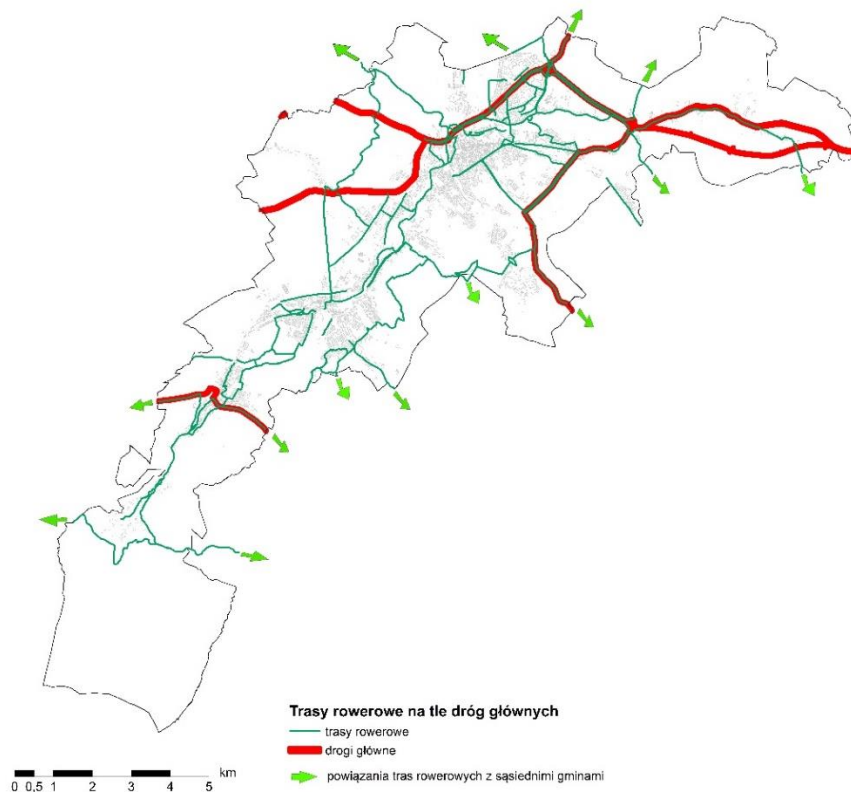 Trasy rowerowe na tle dróg głównych
trasy rowerowe
drogi główne
powiązania tras rowerowych z sąsiednimi gminami
km
0 0,5 1 2 3 4 5